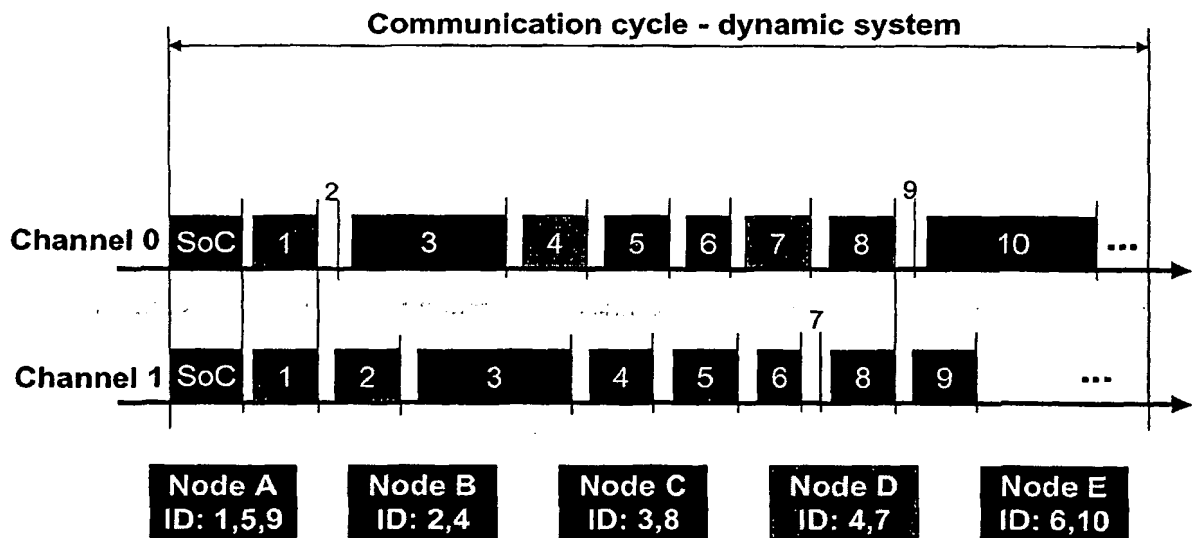 Communication cycle - dynamic system
2 9
Channel 0 SoC 1 3 4 5 6 7 8 10 ...
7
Channel 1 SoC 1 2 3 4 5 6 8 9 ...
Node A
ID: 1,5,9
Node B
ID: 2,4
Node C
ID: 3,8
Node D
ID: 4,7
Node E
ID: 6,10